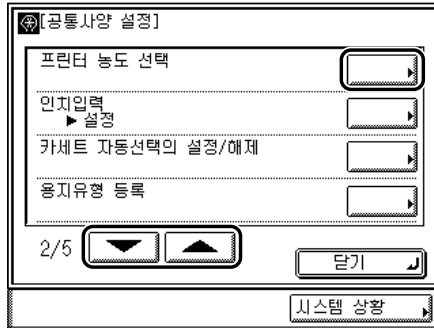 [공통사양 설정]
프린터 농도 선택
인치입력
▶ 설정
카세트 자동선택의 설정/해제
용지유형 등록
2/5
닫기
시스템 상황